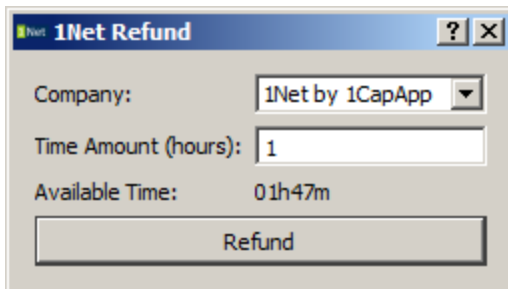 1Net 1Net Refund ? X
Company: 1Net by 1CapApp
Time Amount (hours): 1
Available Time: 01h47m
Refund